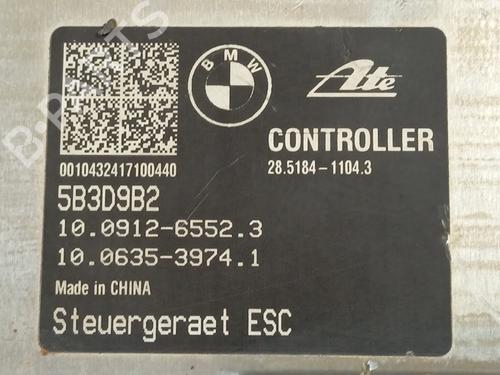 BMW
Ate
CONTROLLER
28.5184-1104.3
0010432417100440
5B3D9B2
10.0912-6552.3
10.0635-3974.1
Made in CHINA
Steuergeraet ESC
B-PARTS